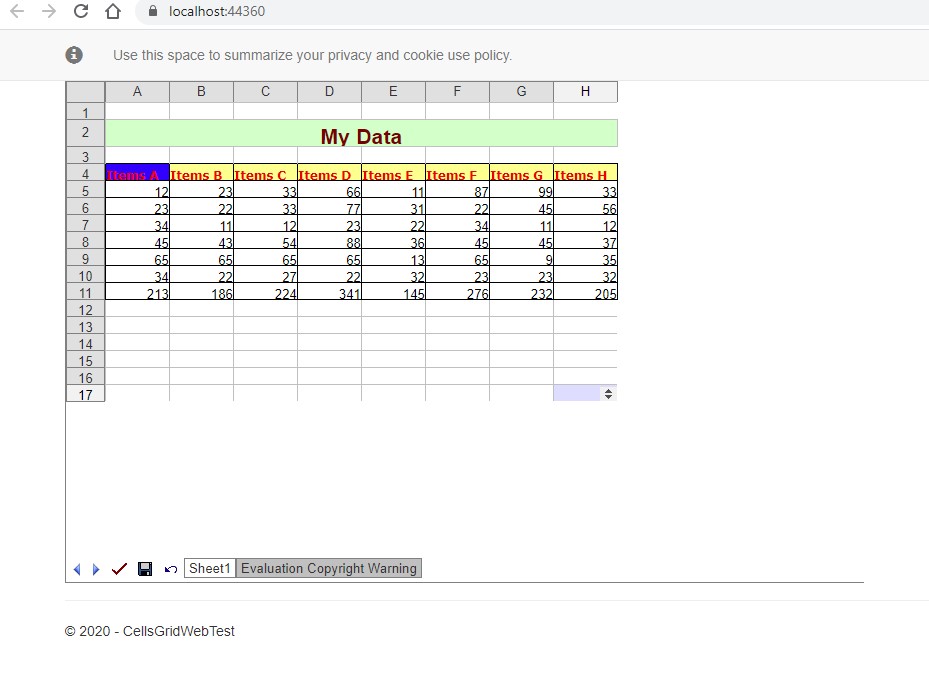 localhost:44360
Use this space to summarize your privacy and cookie use policy.
A B C D E F G H
1
2 My Data
3
4 Items A Items B Items C Items D Items E Items F Items G Items H
5 12 23 33 66 11 87 99 33
6 23 22 33 77 31 22 45 56
7 34 11 12 23 22 34 11 12
8 45 43 54 88 36 45 45 37
9 65 65 65 65 13 65 9 35
10 34 22 27 22 32 23 23 32
11 213 186 224 341 145 276 232 205
12
13
14
15
16
17
Sheet1 Evaluation Copyright Warning
© 2020 - CellsGridWebTest